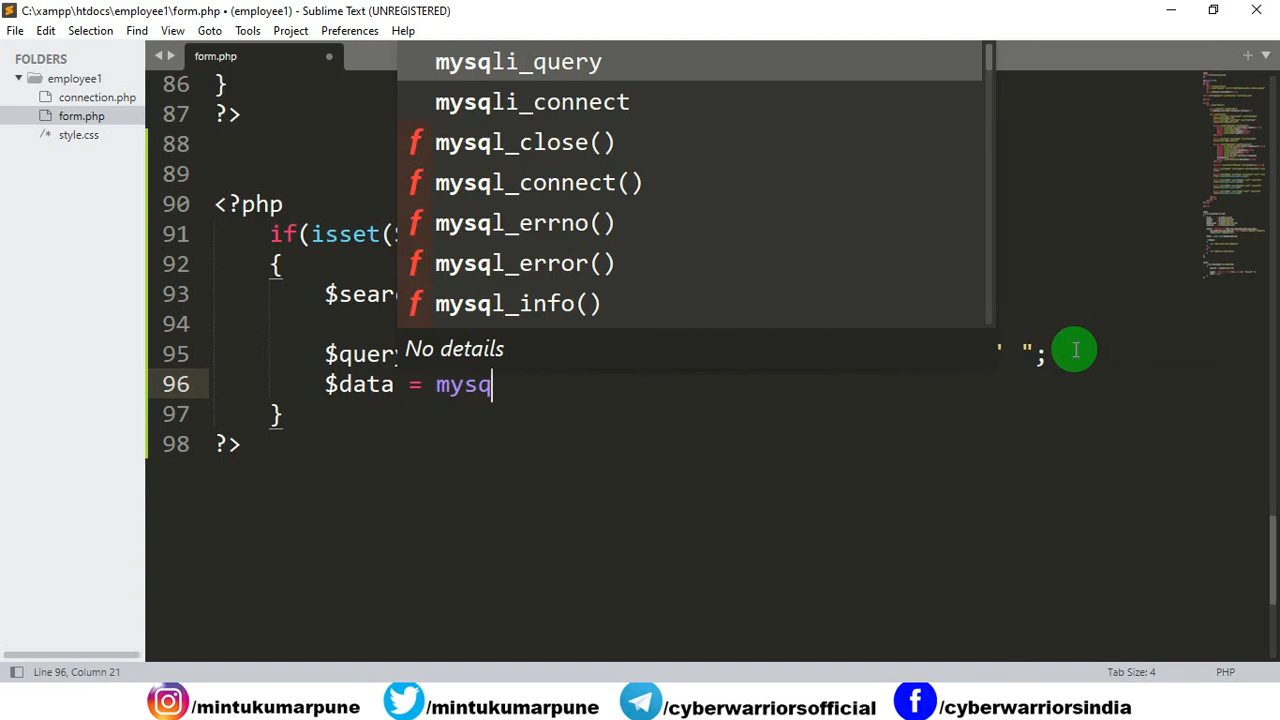 C:\xampp\htdocs\employee1\form.php • (employee1) - Sublime Text (UNREGISTERED)
File Edit Selection Find View Goto Tools Project Preferences Help
FOLDERS
employee1
connection.php
form.php
style.css
form.php
86 }
87 ?>
88
89
90 <?php
91 if(isset(
92 {
93 $sear
94
95 $query ' ";
96 $data = mysq
97 }
98 ?>
mysqli_query
mysqli_connect
f mysql_close()
f mysql_connect()
f mysql_errno()
f mysql_error()
f mysql_info()
No details
Line 96, Column 21
Tab Size: 4
PHP
/mintukumarpune
/mintukumarpune
/cyberwarriorsofficial
/cyberwarriorsindia